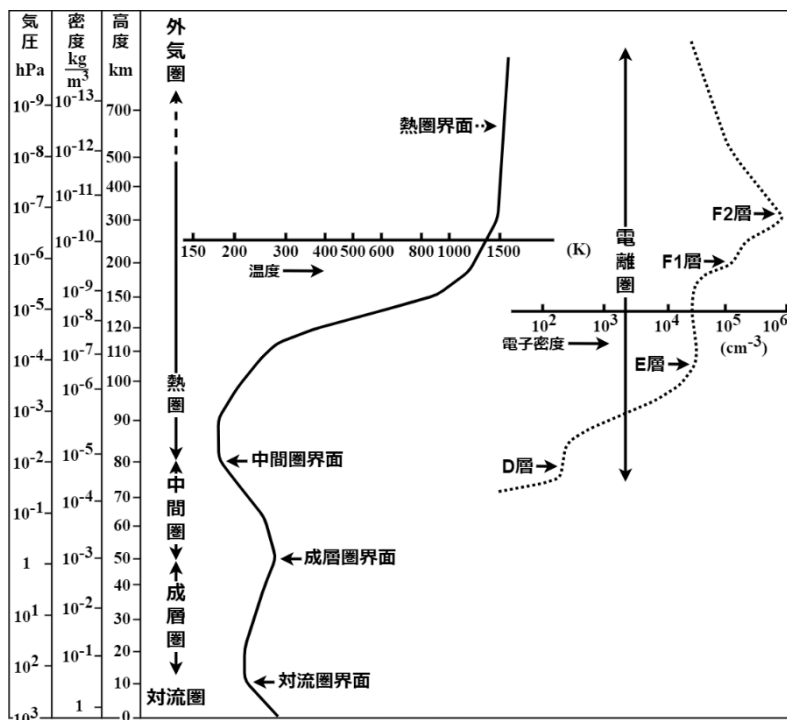 気圧
hPa
10-9
10-8
10-7
10-6
10-5
10-4
10-3
10-2
10-1
1
101
102
103
密度
kg
m3
10-13
10-12
10-11
10-10
10-9
10-8
10-7
10-6
10-5
10-4
10-3
10-2
10-1
1
高度
km
700
500
400
300
200
150
120
110
100
90
80
70
60
50
40
30
20
10
0
外気圏
熱圏
中間圏
成層圏
対流圏
熱圏界面
150 200 300 400 500 600 800 1000 1500 (K)
温度
中間圏界面
成層圏界面
対流圏界面
電離圏
F2層
F1層
102 103 104 105 106
電子密度
(cm-3)
E層
D層